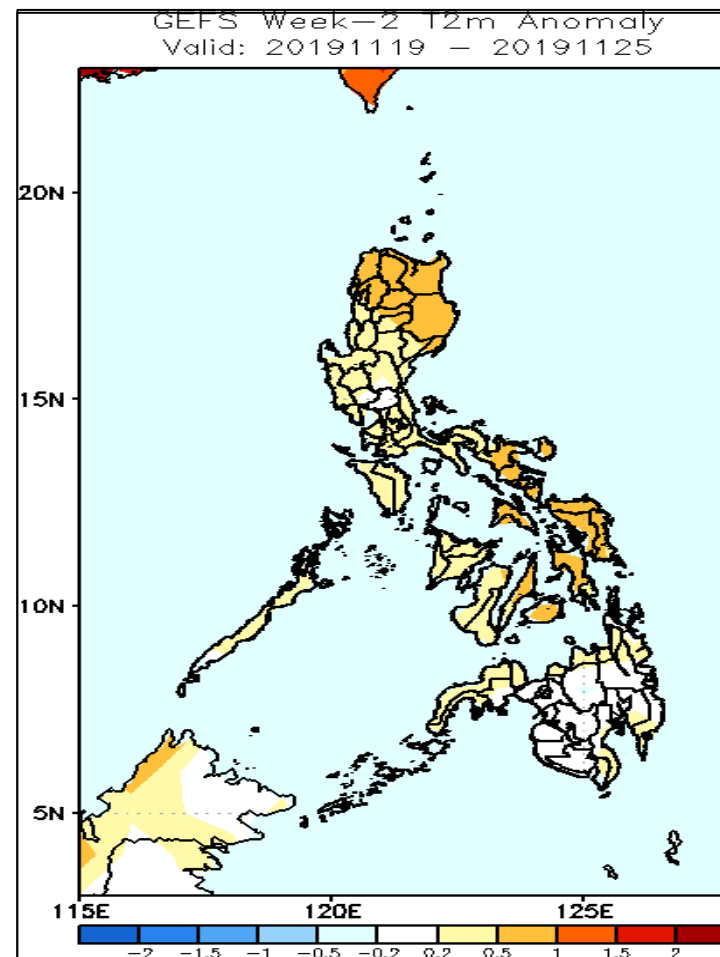 GEFS Week-2 T2m Anomaly
Valid: 20191119 - 20191125
20N
15N
10N
5N
115E 120E 125E
-2 -1.5 -1 -0.5 -0.2 0.2 0.5 1 1.5 2